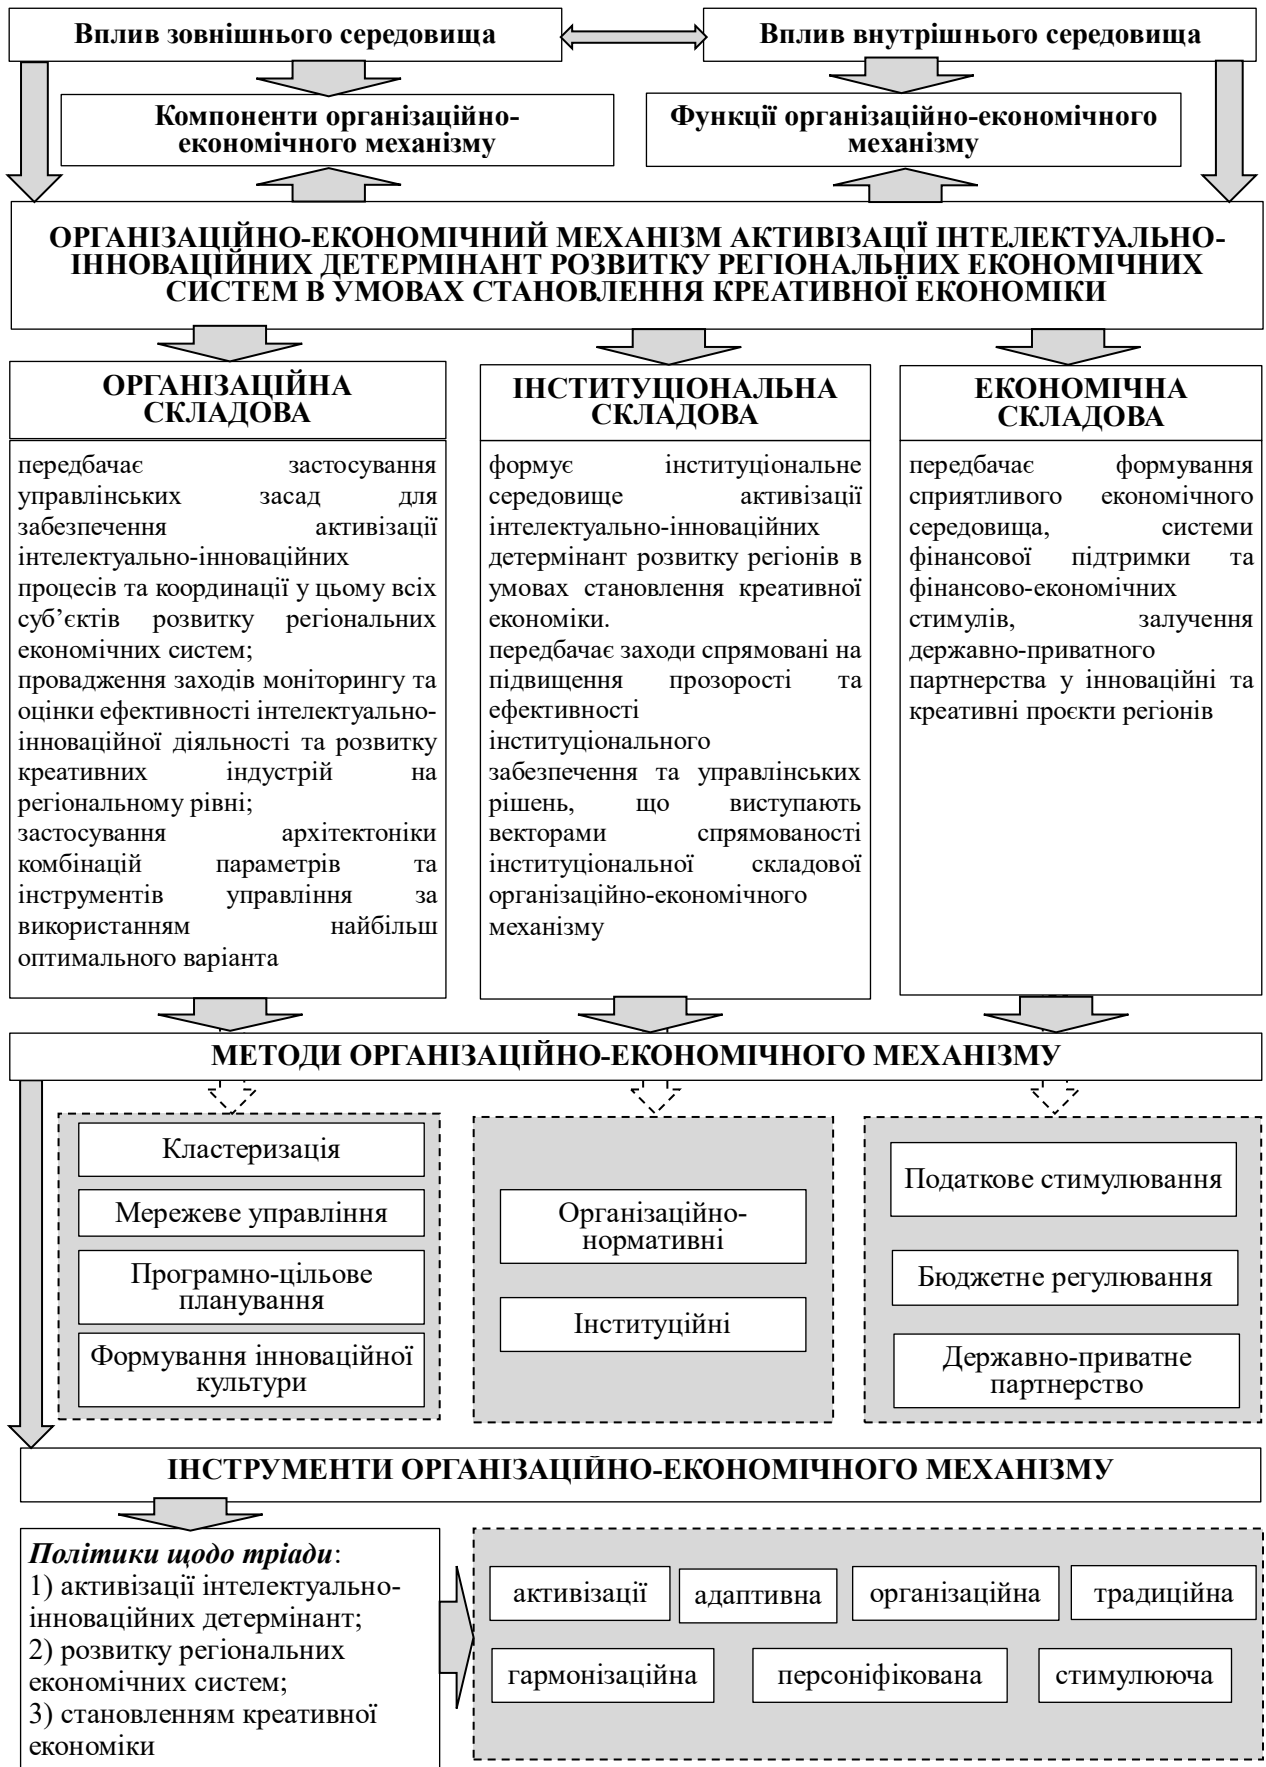 Вплив зовнішнього середовища
Вплив внутрішнього середовища
Компоненти організаційно-
економічного механізму
Функції організаційно-економічного
механізму
ОРГАНІЗАЦІЙНО-ЕКОНОМІЧНИЙ МЕХАНІЗМ АКТИВІЗАЦІЇ ІНТЕЛЕКТУАЛЬНО-
ІННОВАЦІЙНИХ ДЕТЕРМІНАНТ РОЗВИТКУ РЕГІОНАЛЬНИХ ЕКОНОМІЧНИХ
СИСТЕМ В УМОВАХ СТАНОВЛЕННЯ КРЕАТИВНОЇ ЕКОНОМІКИ
ОРГАНІЗАЦІЙНА
СКЛАДОВА
передбачає застосування
управлінських засад для
забезпечення активізації
інтелектуально-інноваційних
процесів та координації у цьому всіх
суб’єктів розвитку регіональних
економічних систем;
провадження заходів моніторингу та
оцінки ефективності інтелектуально-
інноваційної діяльності та розвитку
креативних індустрій на
регіональному рівні;
застосування архітектоніки
комбінацій параметрів та
інструментів управління за
використанням найбільш
оптимального варіанта
ІНСТИТУЦІОНАЛЬНА
СКЛАДОВА
формує інституціональне
середовище активізації
інтелектуально-інноваційних
детермінант розвитку регіонів в
умовах становлення креативної
економіки.
передбачає заходи спрямовані на
підвищення прозорості та
ефективності
інституціонального
забезпечення та управлінських
рішень, що виступають
векторами спрямованості
інституціональної складової
організаційно-економічного
механізму
ЕКОНОМІЧНА
СКЛАДОВА
передбачає формування
сприятливого економічного
середовища, системи
фінансової підтримки та
фінансово-економічних
стимулів, залучення
державно-приватного
партнерства у інноваційні та
креативні проєкти регіонів
МЕТОДИ ОРГАНІЗАЦІЙНО-ЕКОНОМІЧНОГО МЕХАНІЗМУ
Кластеризація
Мережеве управління
Програмно-цільове
планування
Формування інноваційної
культури
Організаційно-
нормативні
Інституційні
Податкове стимулювання
Бюджетне регулювання
Державно-приватне
партнерство
ІНСТРУМЕНТИ ОРГАНІЗАЦІЙНО-ЕКОНОМІЧНОГО МЕХАНІЗМУ
Політики щодо тріади:
1) активізації інтелектуально-
інноваційних детермінант;
2) розвитку регіональних
економічних систем;
3) становленням креативної
економіки
активізації
адаптивна
організаційна
традиційна
гармонізаційна
персоніфікована
стимулююча